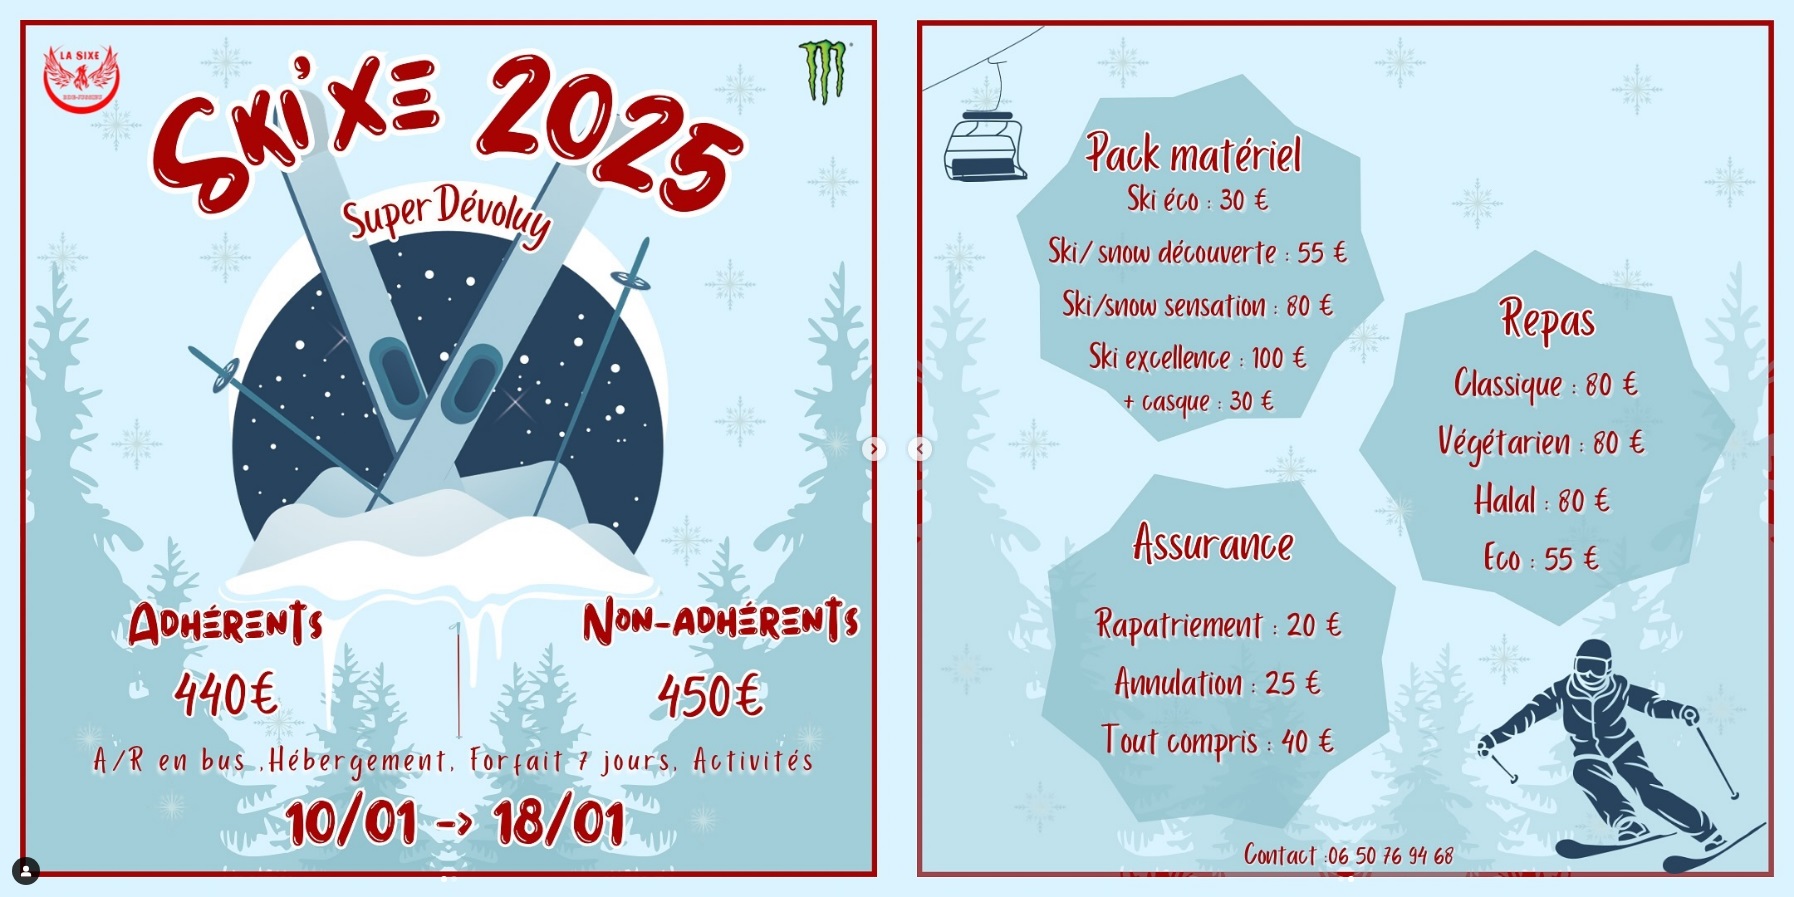 LA SIXE
Ski'xe 2025
Super Dévoluy
Adhérents
440€
Non-adhérents
450€
A/R en bus ,Hébergement, Forfait 7 jours, Activités
10/01 -> 18/01
Pack matériel
Ski éco : 30 €
Ski/ snow découverte : 55 €
Ski/snow sensation : 80 €
Ski excellence : 100 €
+ casque : 30 €
Repas
Classique : 80 €
Végétarien : 80 €
Halal : 80 €
Eco : 55 €
Assurance
Rapatriement : 20 €
Annulation : 25 €
Tout compris : 40 €
Contact :06 50 76 94 68